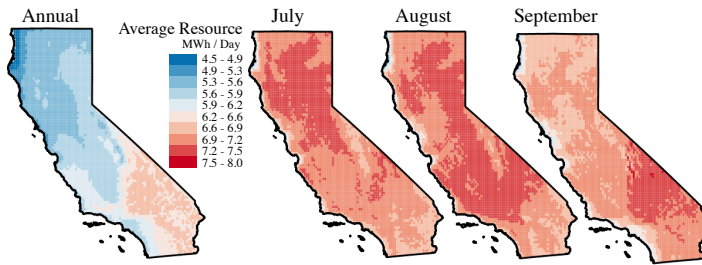 Annual
Average Resource
MWh / Day
4.5 - 4.9
4.9 - 5.3
5.3 - 5.6
5.6 - 5.9
5.9 - 6.2
6.2 - 6.6
6.6 - 6.9
6.9 - 7.2
7.2 - 7.5
7.5 - 8.0
July
August
September